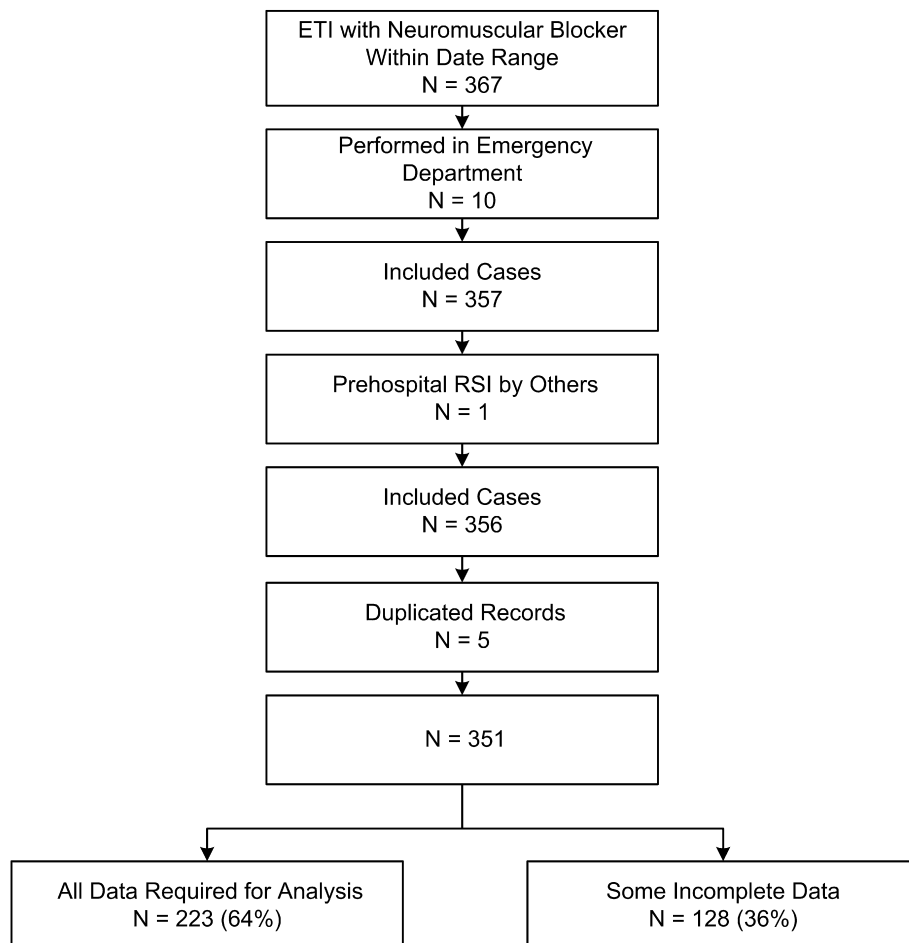 ETI with Neuromuscular Blocker
Within Date Range
N = 367
Performed in Emergency
Department
N = 10
Included Cases
N = 357
Prehospital RSI by Others
N = 1
Included Cases
N = 356
Duplicated Records
N = 5
N = 351
All Data Required for Analysis
N = 223 (64%)
Some Incomplete Data
N = 128 (36%)